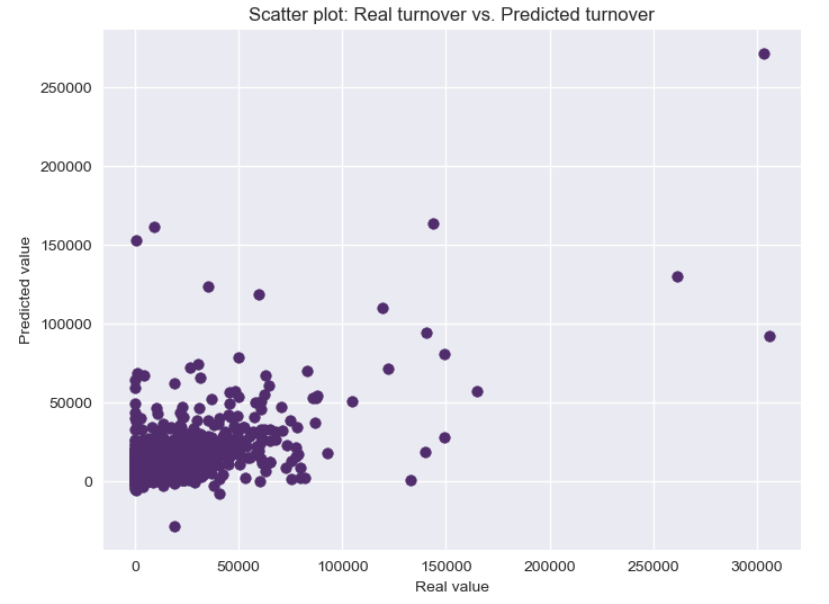 Scatter plot: Real turnover vs. Predicted turnover
250000
200000
150000
100000
50000
0
Predicted value
0 50000 100000 150000 200000 250000 300000
Real value